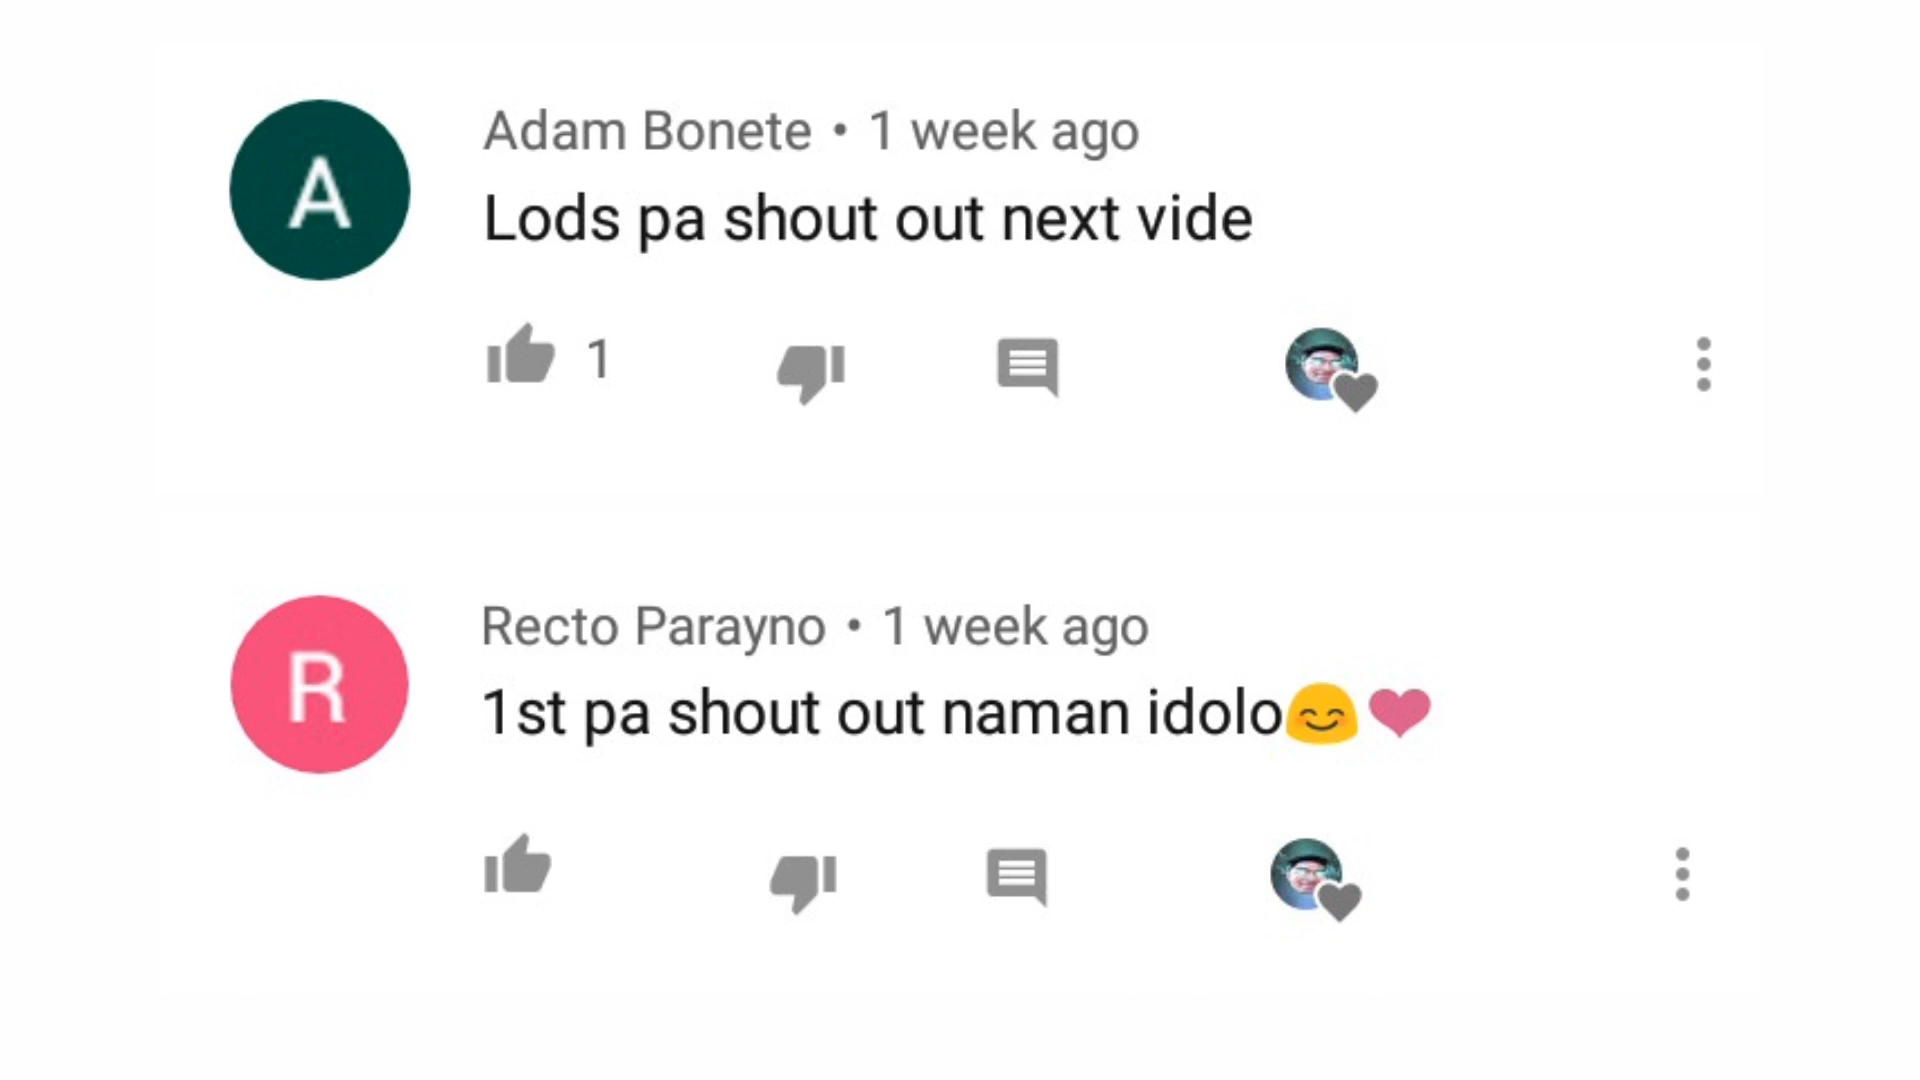 A
Adam Bonete • 1 week ago
Lods pa shout out next vide
1
R
Recto Parayno • 1 week ago
1st pa shout out naman idolo😊❤